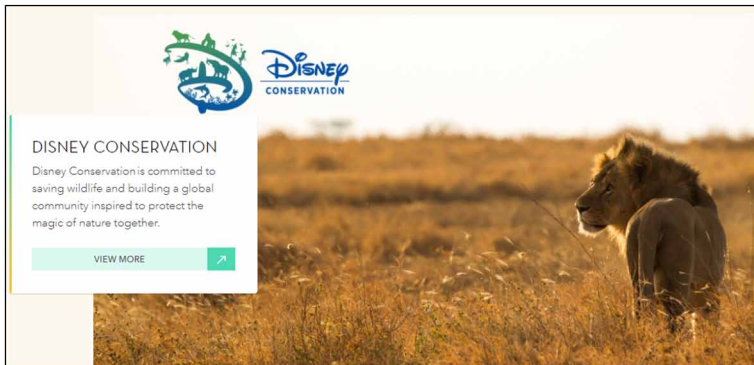 Disney
CONSERVATION
DISNEY CONSERVATION
Disney Conservation is committed to
saving wildlife and building a global
community inspired to protect the
magic of nature together.
VIEW MORE